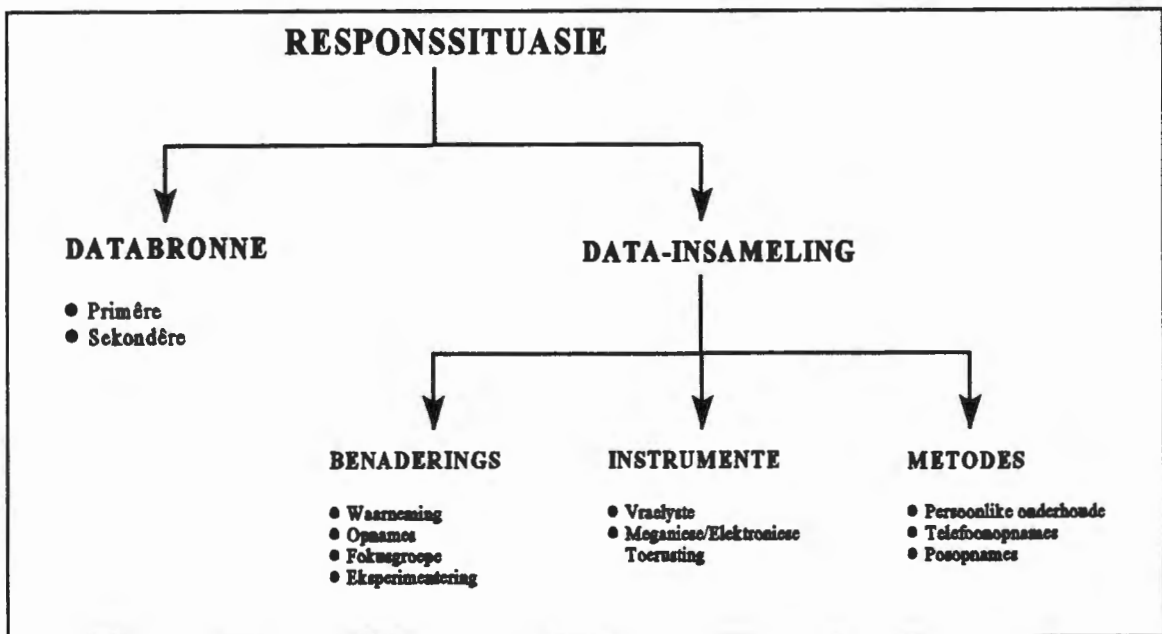 RESPONSSITUASIE
DATABRONNE
● Primêre
● Sekondêre
DATA-INSAMELING
BENADERINGS
● Waarneming
● Opnames
● Fokusgroepe
● Eksperimentering
INSTRUMENTE
● Vraelyste
● Meganiese/Elektroniese
Toerusting
METODES
● Persoonlike onderhoude
● Telefoonopnames
● Posopnames